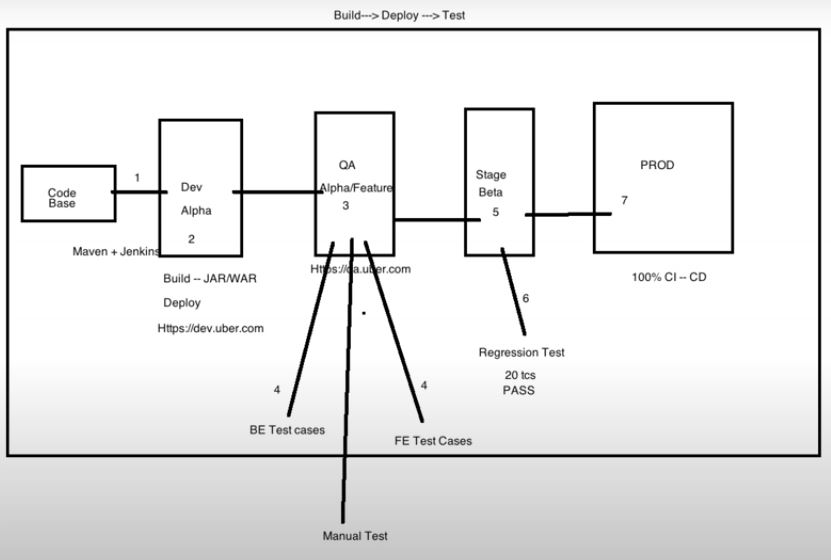 Build---> Deploy ---> Test
Code
Base
1
Maven + Jenkins
Dev
Alpha
2
Build -- JAR/WAR
Deploy
Https://dev.uber.com
QA
Alpha/Feature
3
Https://qa.uber.com
4
BE Test cases
4
FE Test Cases
Manual Test
Stage
Beta
5
6
Regression Test
20 tcs
PASS
PROD
7
100% CI -- CD